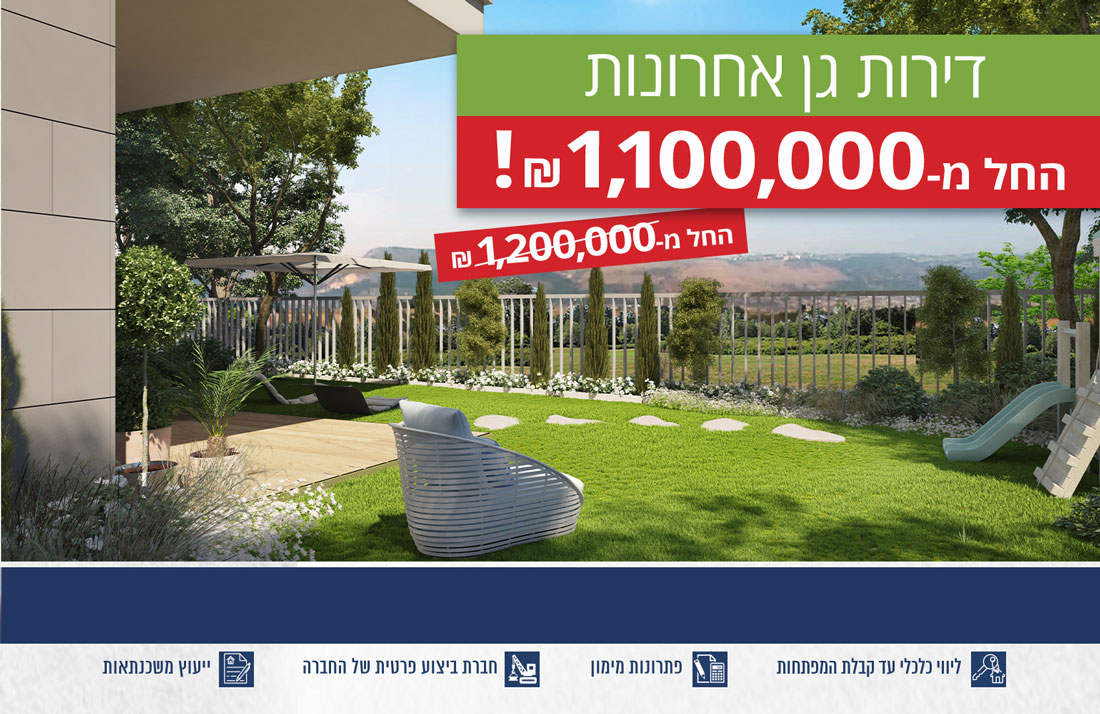 דירות גן אחרונות
החל מ-1,100,000 ₪!
החל מ-1,200,000 ₪
ליווי כלכלי עד קבלת המפתחות
פתרונות מימון
חברת ביצוע פרטית של החברה
ייעוץ משכנתאות